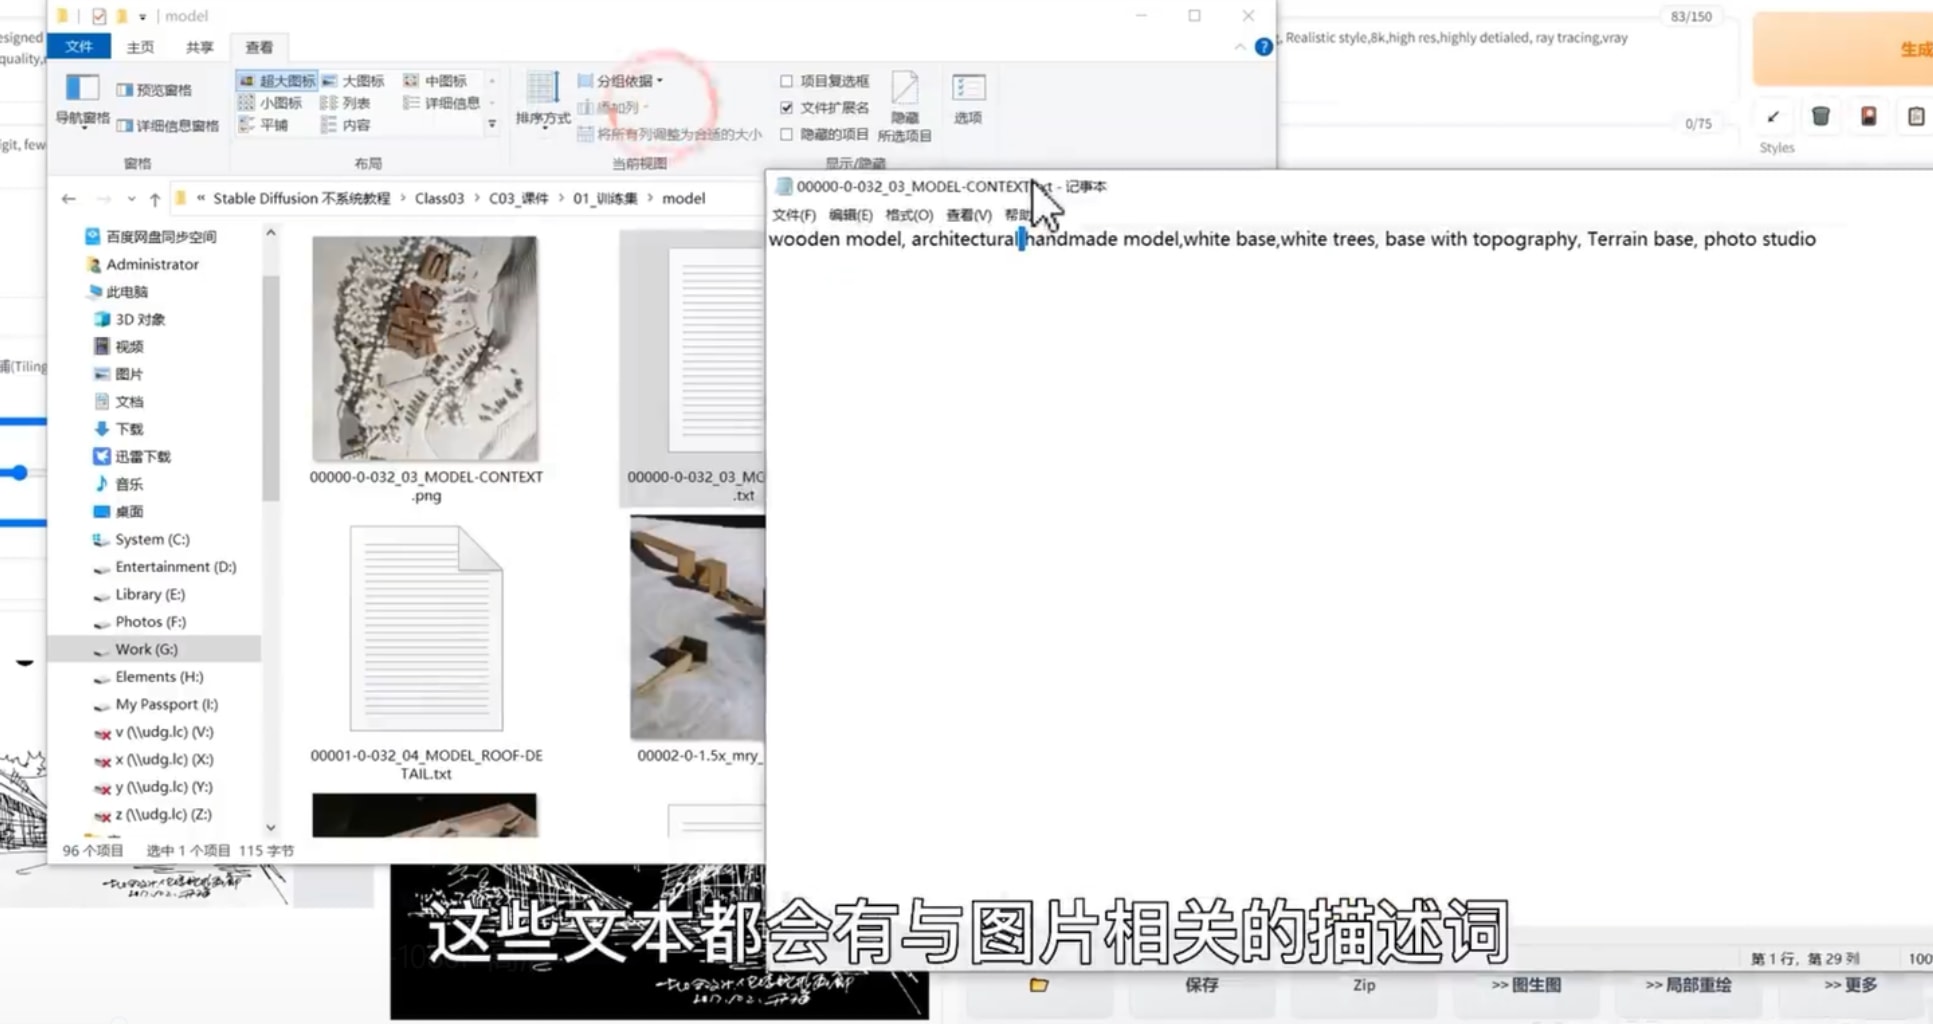 model
文件 主页 共享 查看
导航窗格
预览窗格
详细信息窗格
窗格
超大图标 大图标 中图标
小图标 列表 详细信息
平铺 内容
布局
排序方式
分组依据
添加列
将所有列调整为合适的大小
当前视图
项目复选框
文件扩展名
隐藏的项目
隐藏
所选项目
显示/隐藏
选项
« Stable Diffusion 不系统教程 > Class03 > C03_课件 > 01_训练集 > model
百度网盘同步空间
Administrator
此电脑
3D 对象
视频
图片
文档
下载
迅雷下载
音乐
桌面
System (C:)
Entertainment (D:)
Library (E:)
Photos (F:)
Work (G:)
Elements (H:)
My Passport (I:)
v (\\udg.lc) (V:)
x (\\udg.lc) (X:)
y (\\udg.lc) (Y:)
z (\\udg.lc) (Z:)
00000-0-032_03_MODEL-CONTEXT
.png
00000-0-032_03_MO
.txt
00001-0-032_04_MODEL_ROOF-DE
TAIL.txt
00002-0-1.5x_mry_
96 个项目 选中 1 个项目 115 字节
00000-0-032_03_MODEL-CONTEXT.txt - 记事本
文件(F) 编辑(E) 格式(O) 查看(V) 帮助
wooden model, architectural handmade model,white base,white trees, base with topography, Terrain base, photo studio
第 1 行，第 29 列 100
esigned
quality,
igit, few
铺(Tiling
83/150
, Realistic style,8k,high res,highly detialed, ray tracing,vray
生成
0/75
Styles
这些文本都会有与图片相关的描述词
保存 Zip >> 图生图 >> 局部重绘 >> 更多